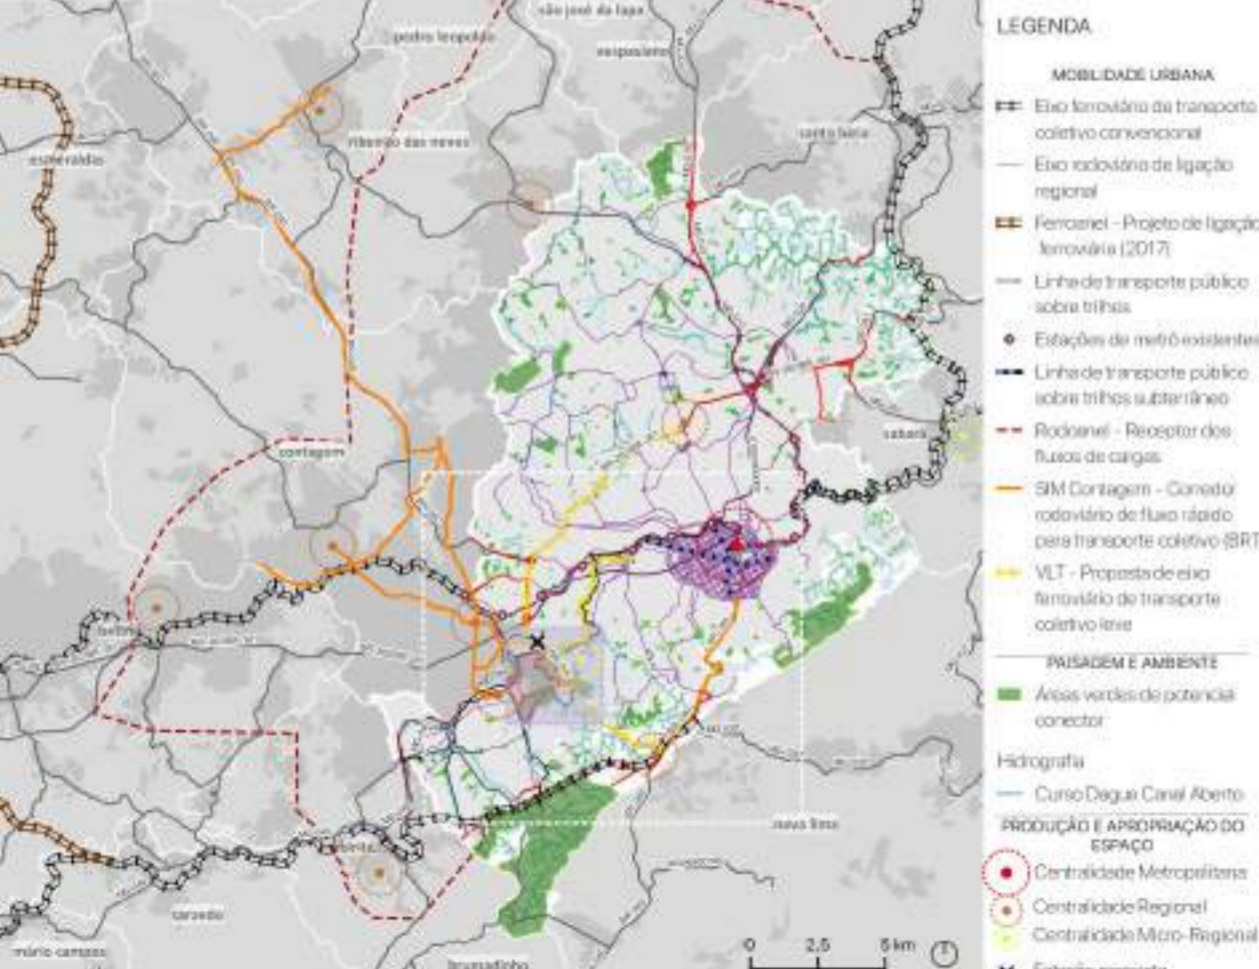 são josé da lapa
pedro leopoldo
vespasiano
santa luzia
ribeirão das neves
esmeraldas
contagem
sabará
betim
nova lima
ibirité
sarzedo
mário campos
brumadinho
0 2,5 5 km
LEGENDA
MOBILIDADE URBANA
Eixo ferroviário de transporte
coletivo convencional
Eixo rodoviário de ligação
regional
Ferroanel - Projeto de ligação
ferroviária (2017)
Linha de transporte público
sobre trilhos
Estações de metrô existentes
Linha de transporte público
sobre trilhos subterrâneo
Rodoanel - Receptor dos
fluxos de cargas
SIM Contagem - Corredor
rodoviário de fluxo rápido
para transporte coletivo (BRT
VLT - Proposta de eixo
ferroviário de transporte
coletivo leve
PAISAGEM E AMBIENTE
Áreas verdes de potencial
conector
Hidrografia
Curso Dagua Canal Aberto
PRODUÇÃO E APROPRIAÇÃO DO
ESPAÇO
Centralidade Metropolitana
Centralidade Regional
Centralidade Micro-Regional